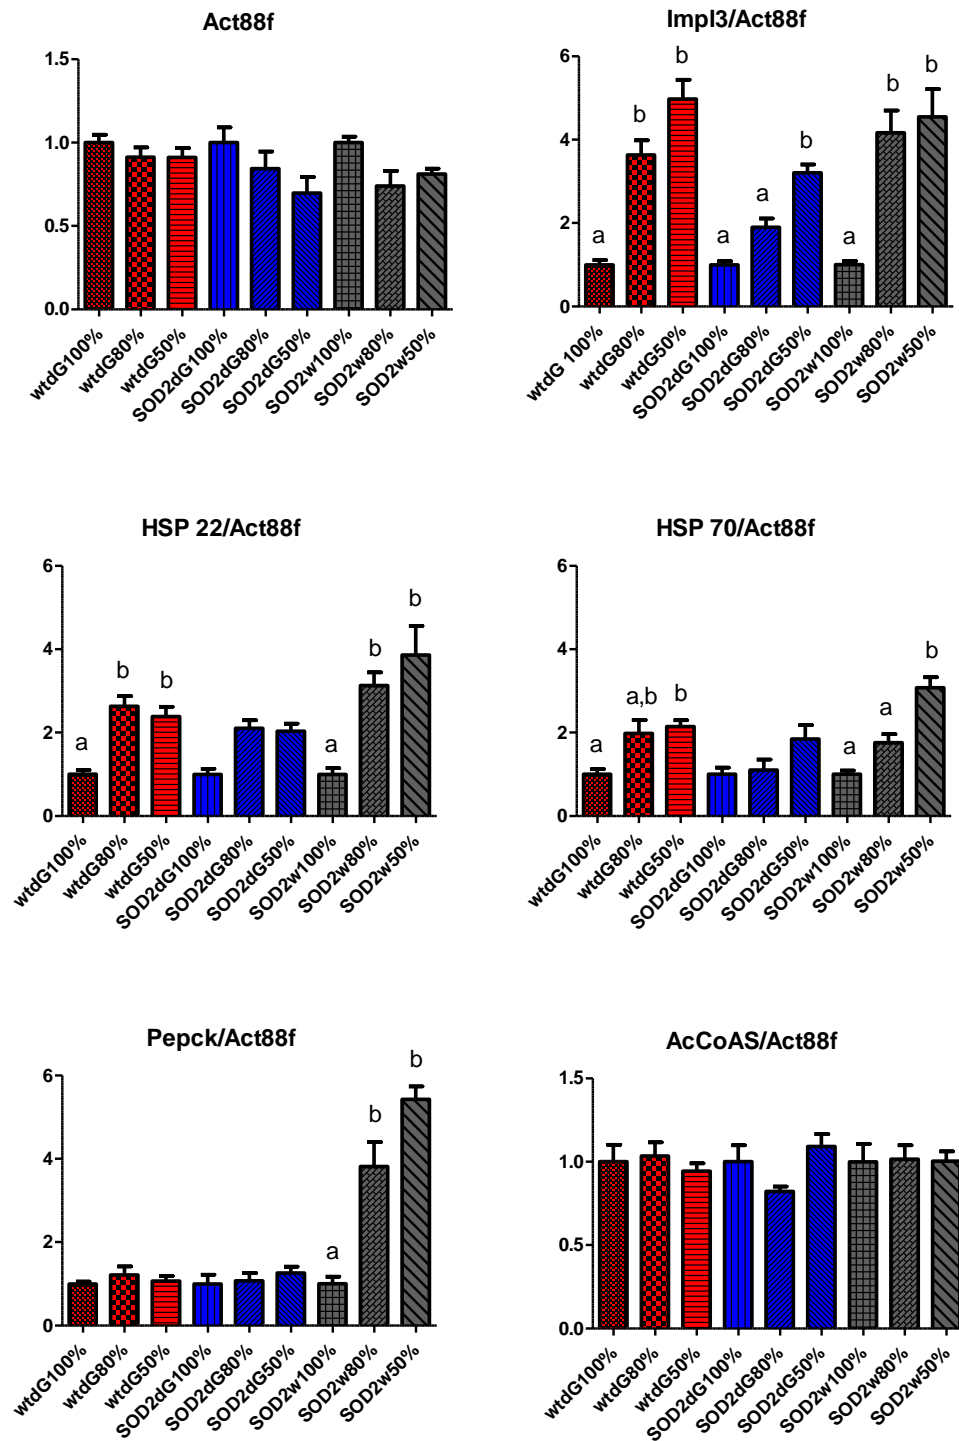 Act88f
1.5
1.0
0.5
0.0
wtdG100%
wtdG80%
wtdG50%
SOD2dG100%
SOD2dG80%
SOD2dG50%
SOD2w100%
SOD2w80%
SOD2w50%
Impl3/Act88f
6
4
2
0
a
b
b
a
a
b
a
b
b
wtdG 100%
wtdG80%
wtdG50%
SOD2dG100%
SOD2dG80%
SOD2dG50%
SOD2w100%
SOD2w80%
SOD2w50%
HSP 22/Act88f
6
4
2
0
a
b
b
a
b
b
wtdG100%
wtdG80%
wtdG50%
SOD2dG100%
SOD2dG80%
SOD2dG50%
SOD2w100%
SOD2w80%
SOD2w50%
HSP 70/Act88f
6
4
2
0
a
a,b
b
a
a
b
wtdG100%
wtdG80%
wtdG50%
SOD2dG100%
SOD2dG80%
SOD2dG50%
SOD2w100%
SOD2w80%
SOD2w50%
Pepck/Act88f
6
4
2
0
a
b
b
wtdG100%
wtdG80%
wtdG50%
SOD2dG100%
SOD2dG80%
SOD2dG50%
SOD2w100%
SOD2w80%
SOD2w50%
AcCoAS/Act88f
1.5
1.0
0.5
0.0
wtdG100%
wtdG80%
wtdG50%
SOD2dG100%
SOD2dG80%
SOD2dG50%
SOD2w100%
SOD2w80%
SOD2w50%